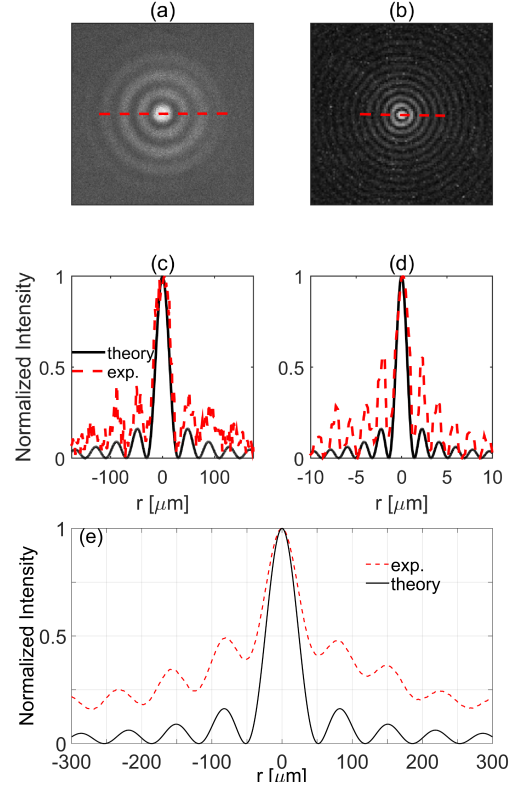 (a)
(b)
(c)
(d)
Normalized Intensity
1
0.5
0
theory
exp.
-100
0
100
r [μm]
1
0.5
0
-10
-5
0
5
10
r [μm]
(e)
Normalized Intensity
1
0.5
0
exp.
theory
-300
-200
-100
0
100
200
300
r [μm]